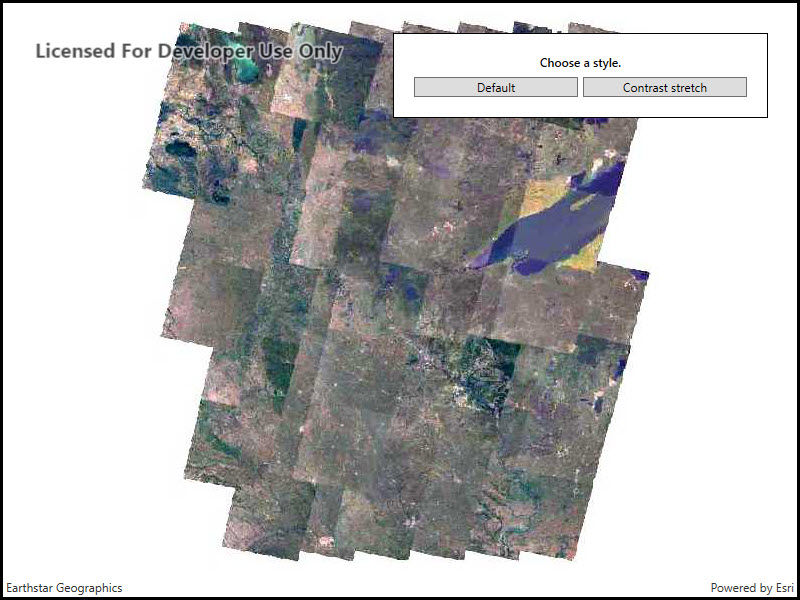 Licensed For Developer Use Only
Choose a style.
Default
Contrast stretch
Earthstar Geographics
Powered by Esri